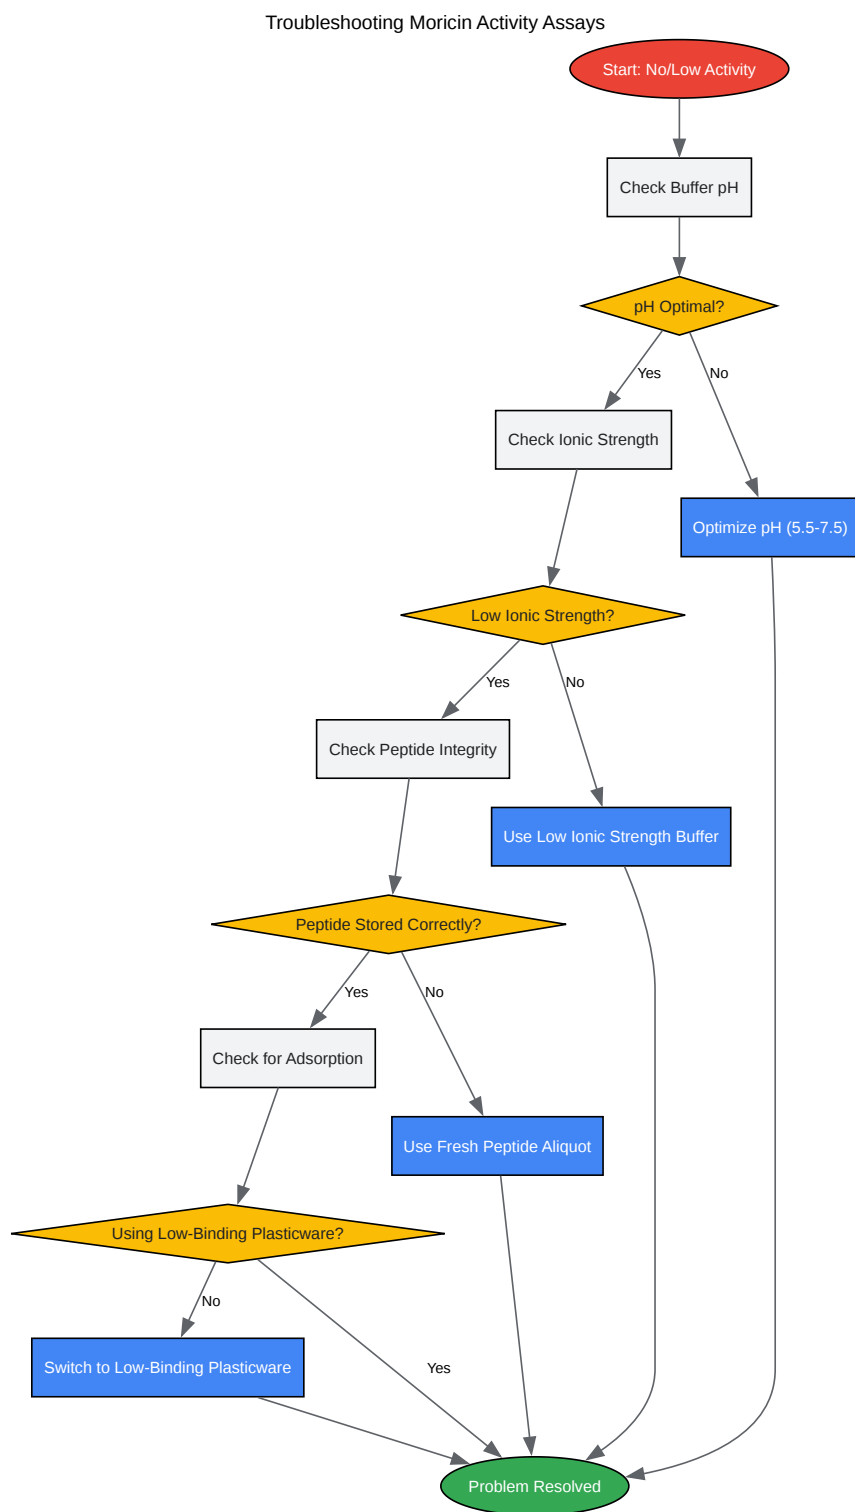 Troubleshooting Moricin Activity Assays
Start: No/Low Activity
Check Buffer pH
pH Optimal?
Yes
No
Check Ionic Strength
Optimize pH (5.5-7.5)
Low Ionic Strength?
Yes
No
Check Peptide Integrity
Use Low Ionic Strength Buffer
Peptide Stored Correctly?
Yes
No
Check for Adsorption
Use Fresh Peptide Aliquot
Using Low-Binding Plasticware?
No
Switch to Low-Binding Plasticware
Yes
Problem Resolved